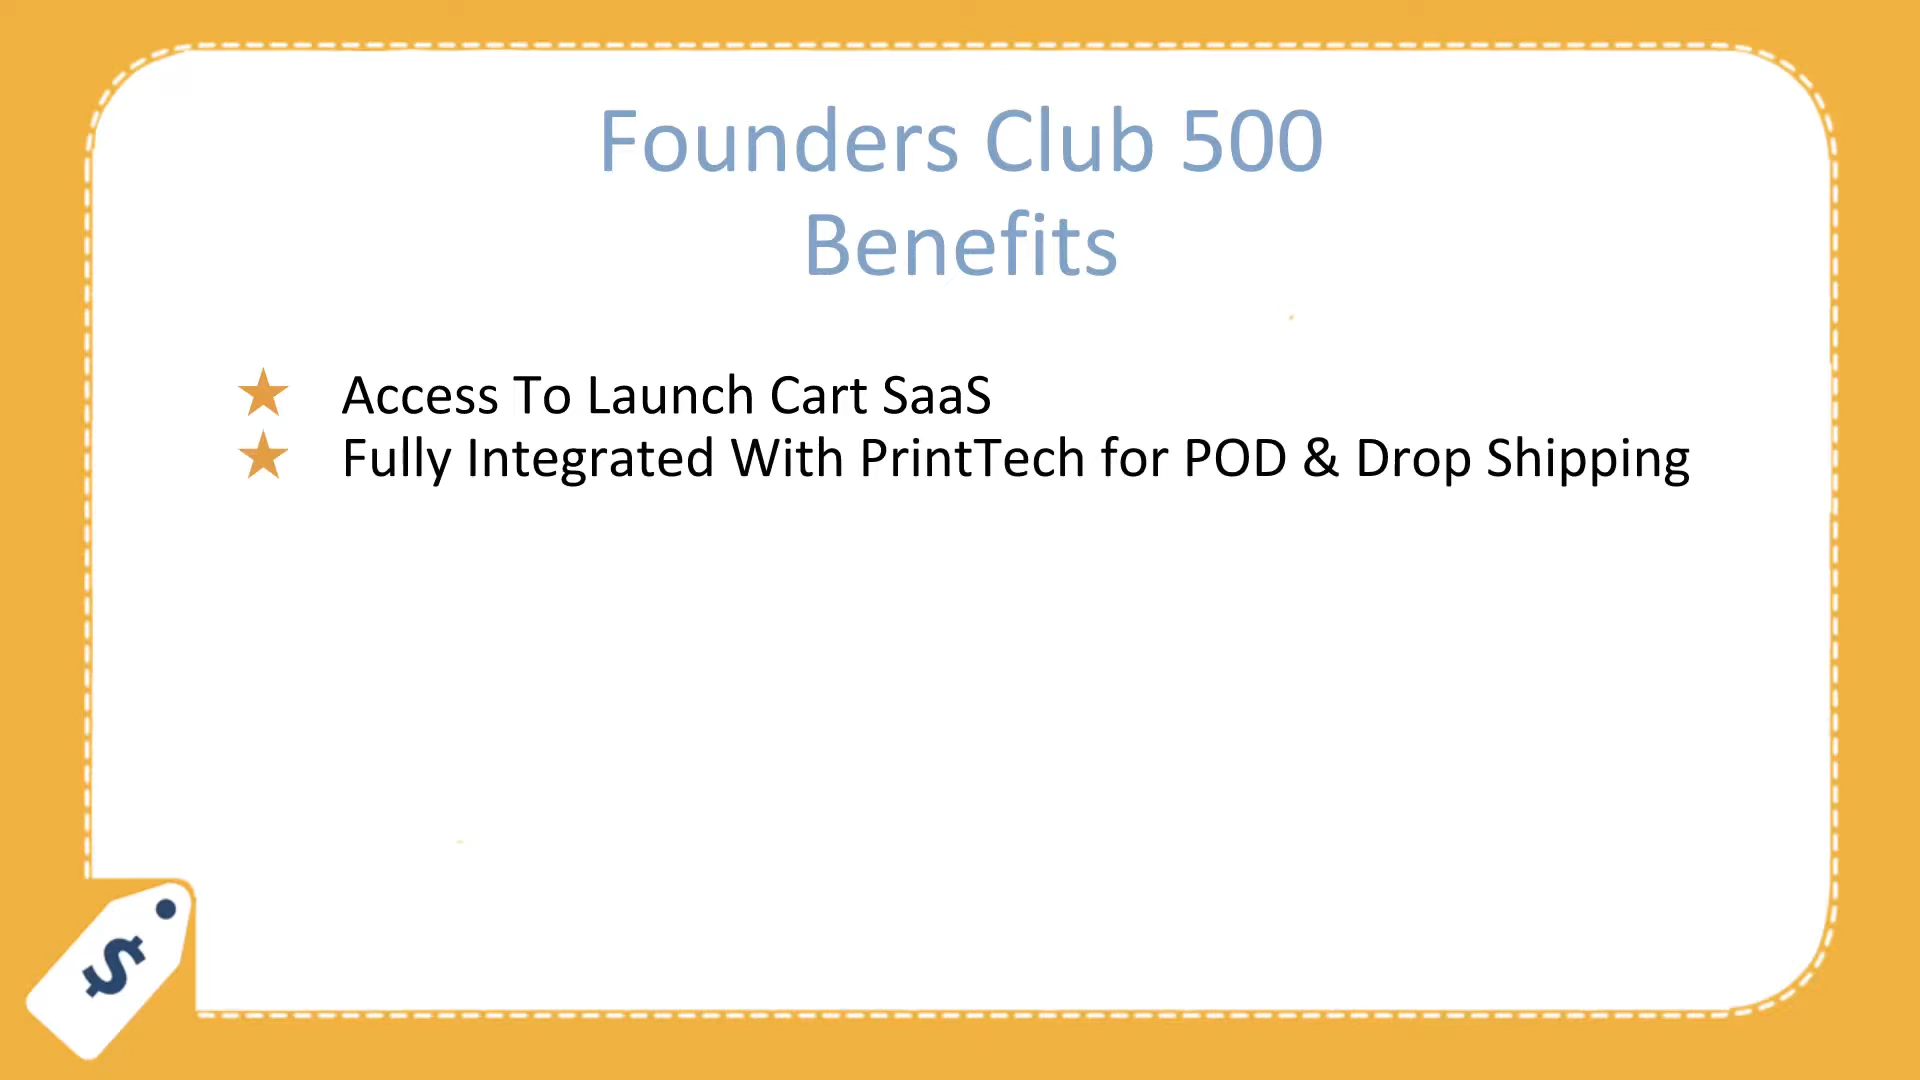 Founders Club 500
Benefits
★ Access To Launch Cart SaaS
★ Fully Integrated With PrintTech for POD & Drop Shipping
$